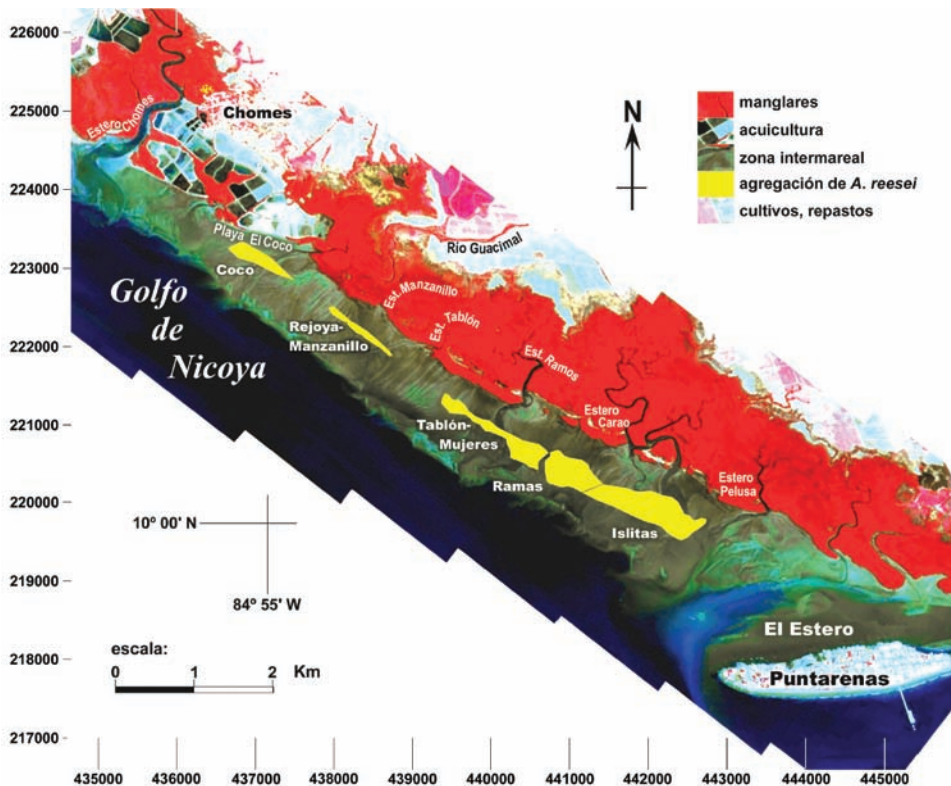 226000
225000
224000
223000
222000
221000
220000
219000
218000
217000
Estero Chomes
Chomes
N
manglares
acuicultura
zona intermareal
agregación de A. reesei
cultivos, repastos
Playa El Coco
Coco
Río Guacimal
Golfo
de
Nicoya
Est. Manzanillo
Rejoya-
Manzanillo
Est. Tablón
Est. Ramos
Tablón-
Mujeres
Estero
Carao
Ramas
Estero
Pelusa
Islitas
10º 00' N
84º 55' W
El Estero
Puntarenas
escala:
0 1 2 Km
435000 436000 437000 438000 439000 440000 441000 442000 443000 444000 445000